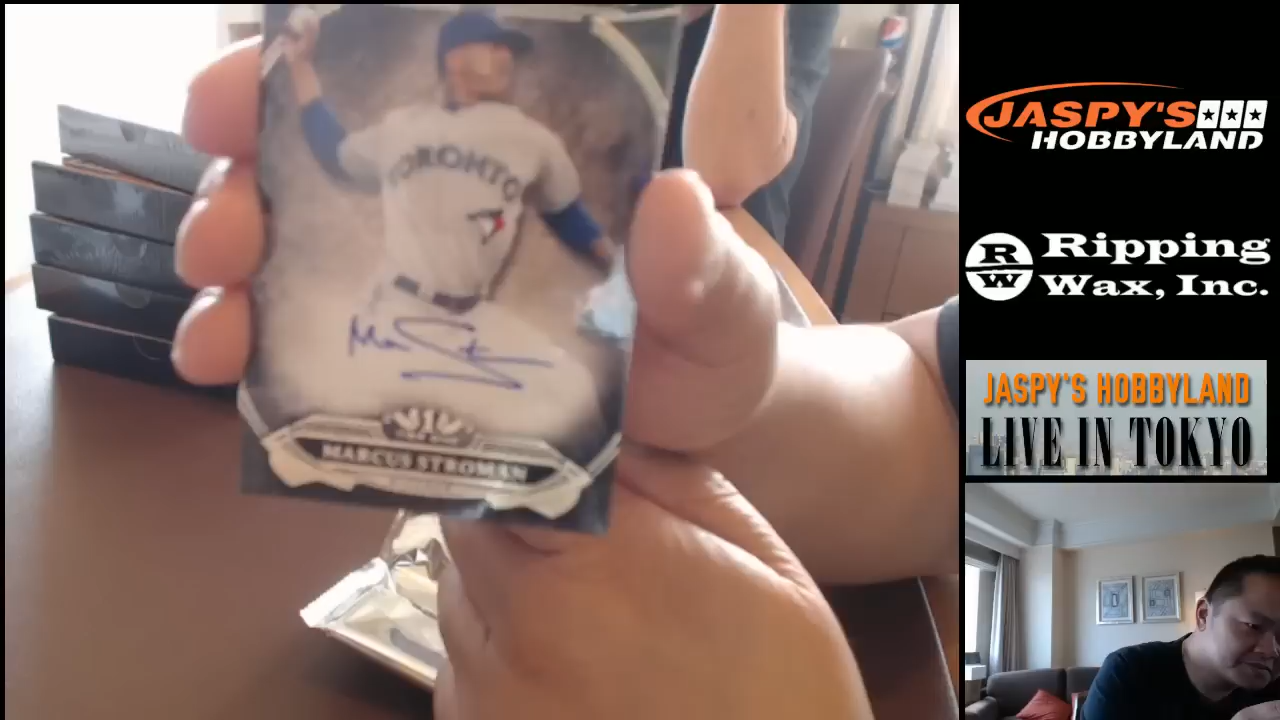 TORONTO
MARCUS STROMAN
JASPY'S
HOBBYLAND
R
W
Ripping
Wax, Inc.
JASPY'S HOBBYLAND
LIVE IN TOKYO